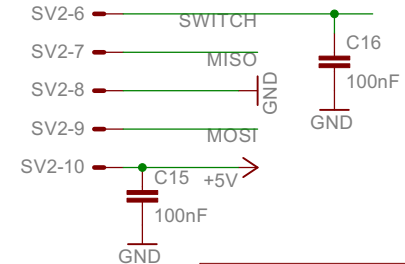 SV2-6
SWITCH
C16
SV2-7
MISO
100nF
SV2-8
GND
GND
SV2-9
MOSI
SV2-10
C15
+5V
100nF
GND